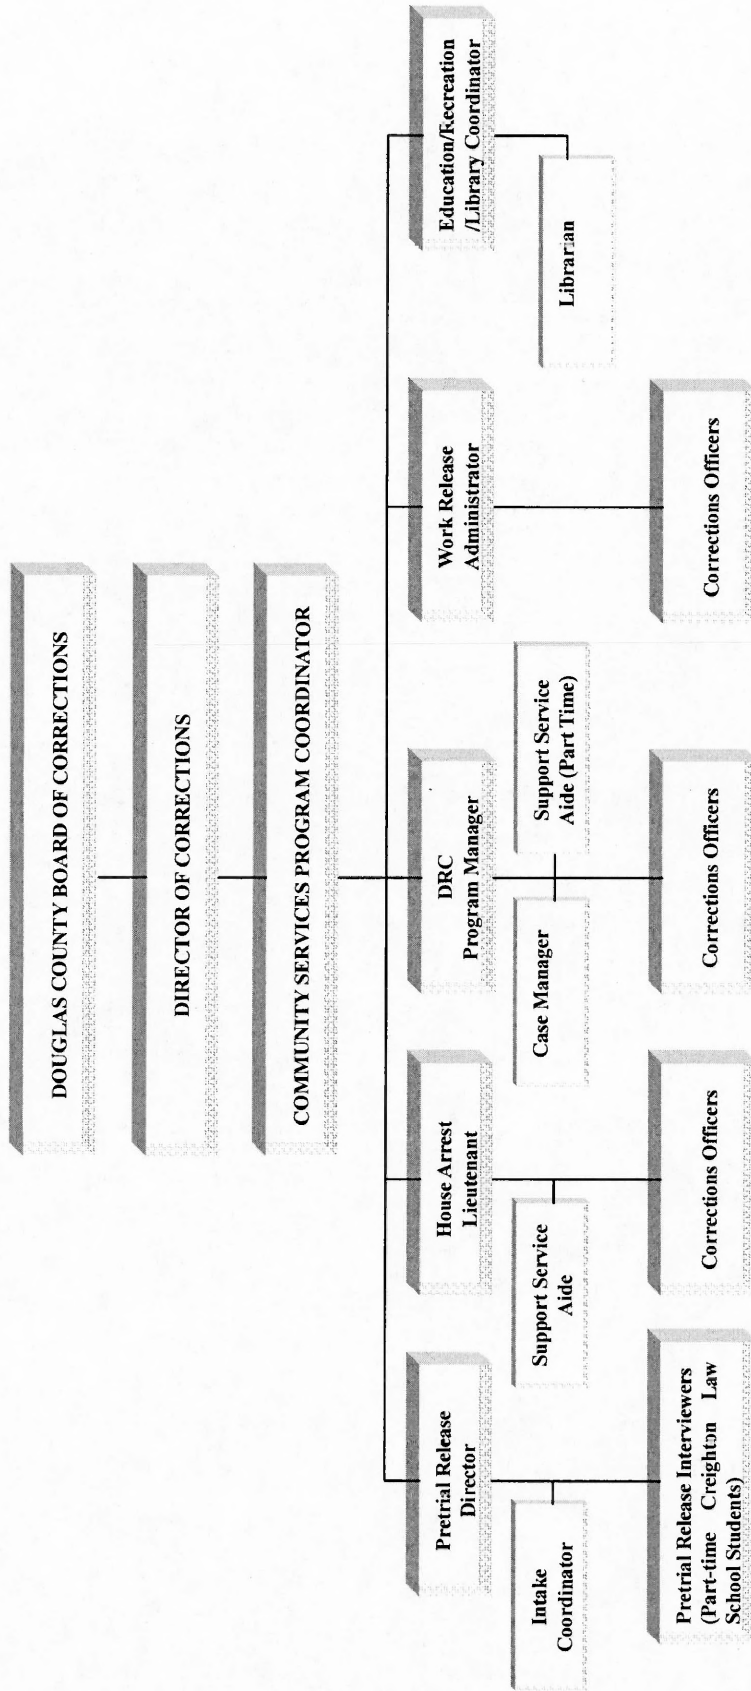 DOUGLAS COUNTY BOARD OF CORRECTIONS
DIRECTOR OF CORRECTIONS
COMMUNITY SERVICES PROGRAM COORDINATOR
Pretrial Release
Director
House Arrest
Lieutenant
DRC
Program Manager
Work Release
Administrator
Education/Recreation
/Library Coordinator
Intake
Coordinator
Support Service
Aide
Case Manager
Support Service
Aide (Part Time)
Librarian
Pretrial Release Interviewers
(Part-time Creighton Law
School Students)
Corrections Officers
Corrections Officers
Corrections Officers